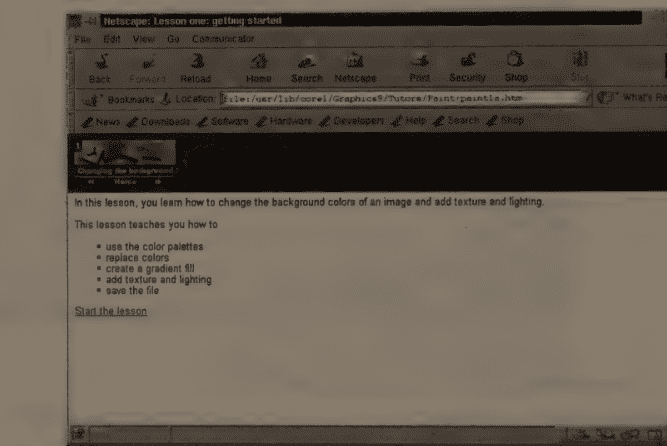 Netscape: Lesson one: getting started
File Edit View Go Communicator
Back Forward Reload Home Search Netscape Print Security Shop Stop
Bookmarks Location: file:/usr/lib/corel/Graphics9/Tutors/Paint/paint1a.htm What's Re
News Downloads Software Hardware Developers Help Search Shop
1
Changing the background
Home
In this lesson, you learn how to change the background colors of an image and add texture and lighting.
This lesson teaches you how to
use the color palettes
replace colors
create a gradient fill
add texture and lighting
save the file
Start the lesson